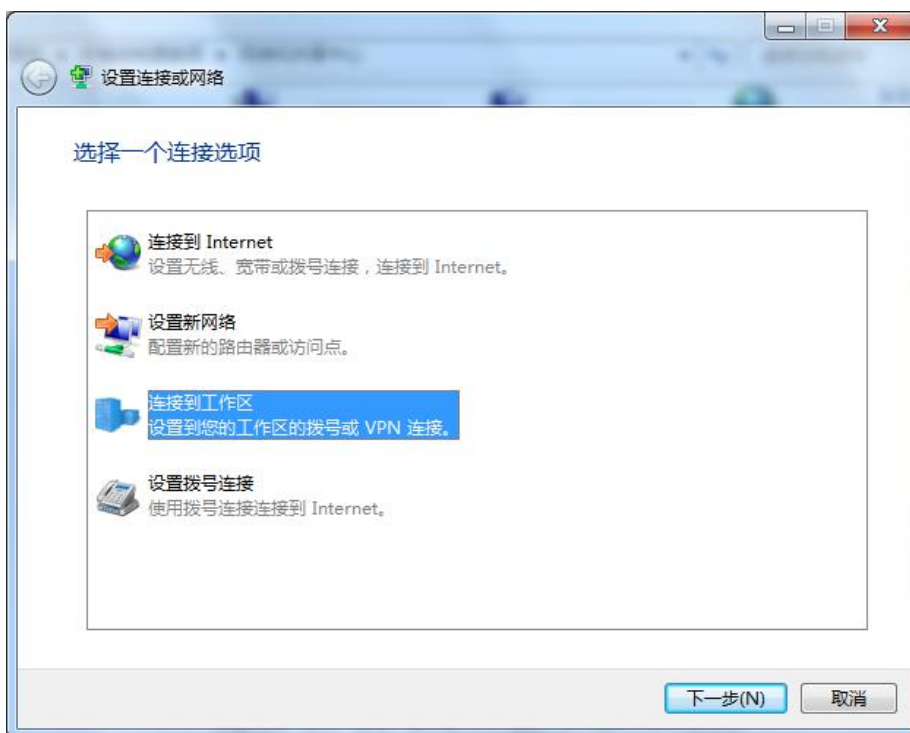 设置连接或网络
选择一个连接选项
连接到 Internet
设置无线、宽带或拨号连接，连接到 Internet。
设置新网络
配置新的路由器或访问点。
连接到工作区
设置到您的工作区的拨号或 VPN 连接。
设置拨号连接
使用拨号连接连接到 Internet。
下一步(N)
取消